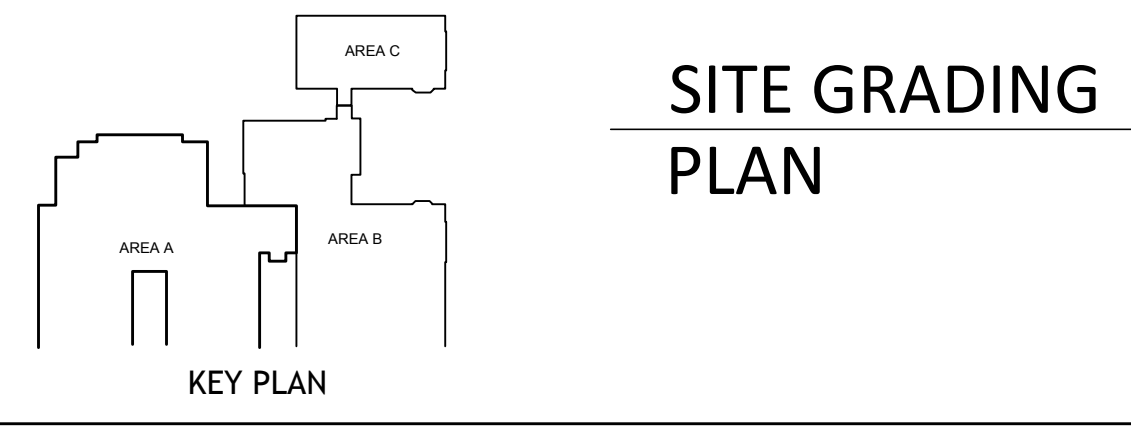 AREA C
AREA A
AREA B
KEY PLAN
SITE GRADING
PLAN